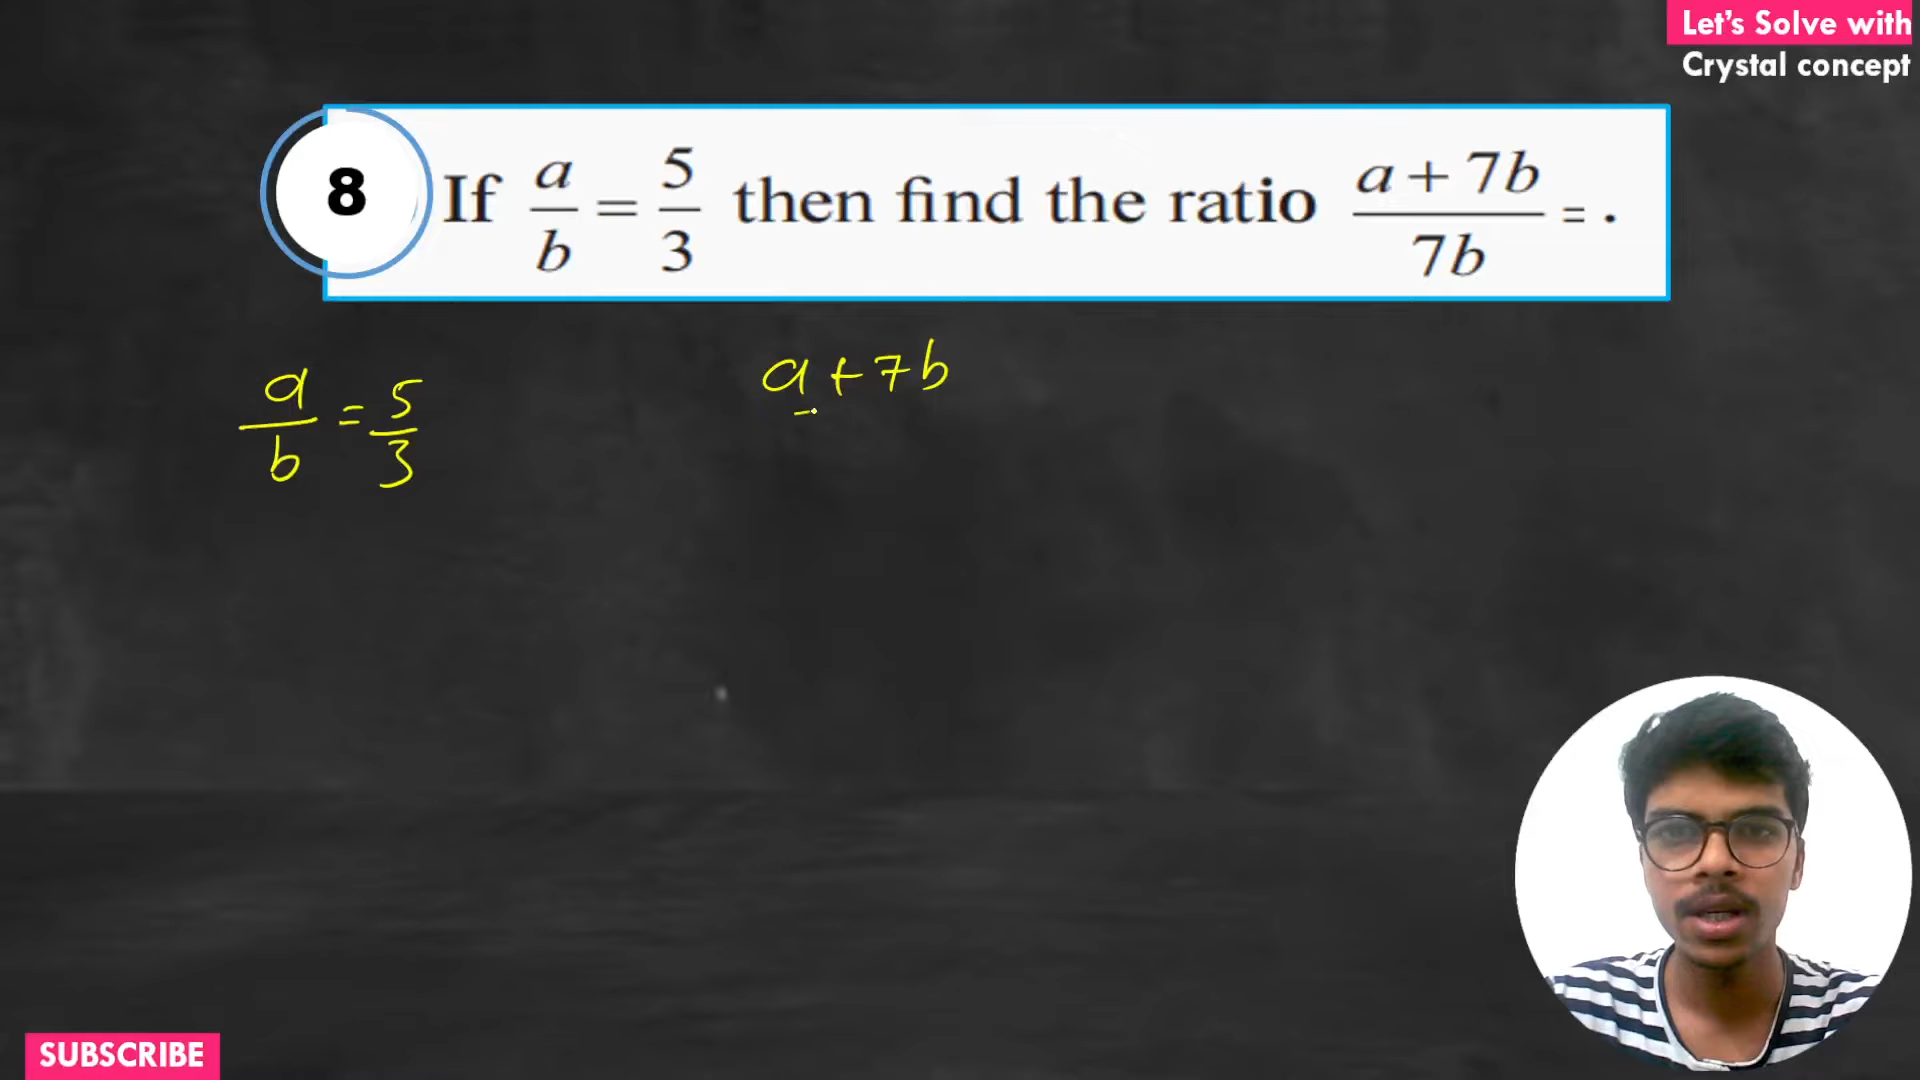 Let's Solve with
Crystal concept
8 If a/b = 5/3 then find the ratio (a + 7b)/7b = .
a/b = 5/3
a + 7b
SUBSCRIBE